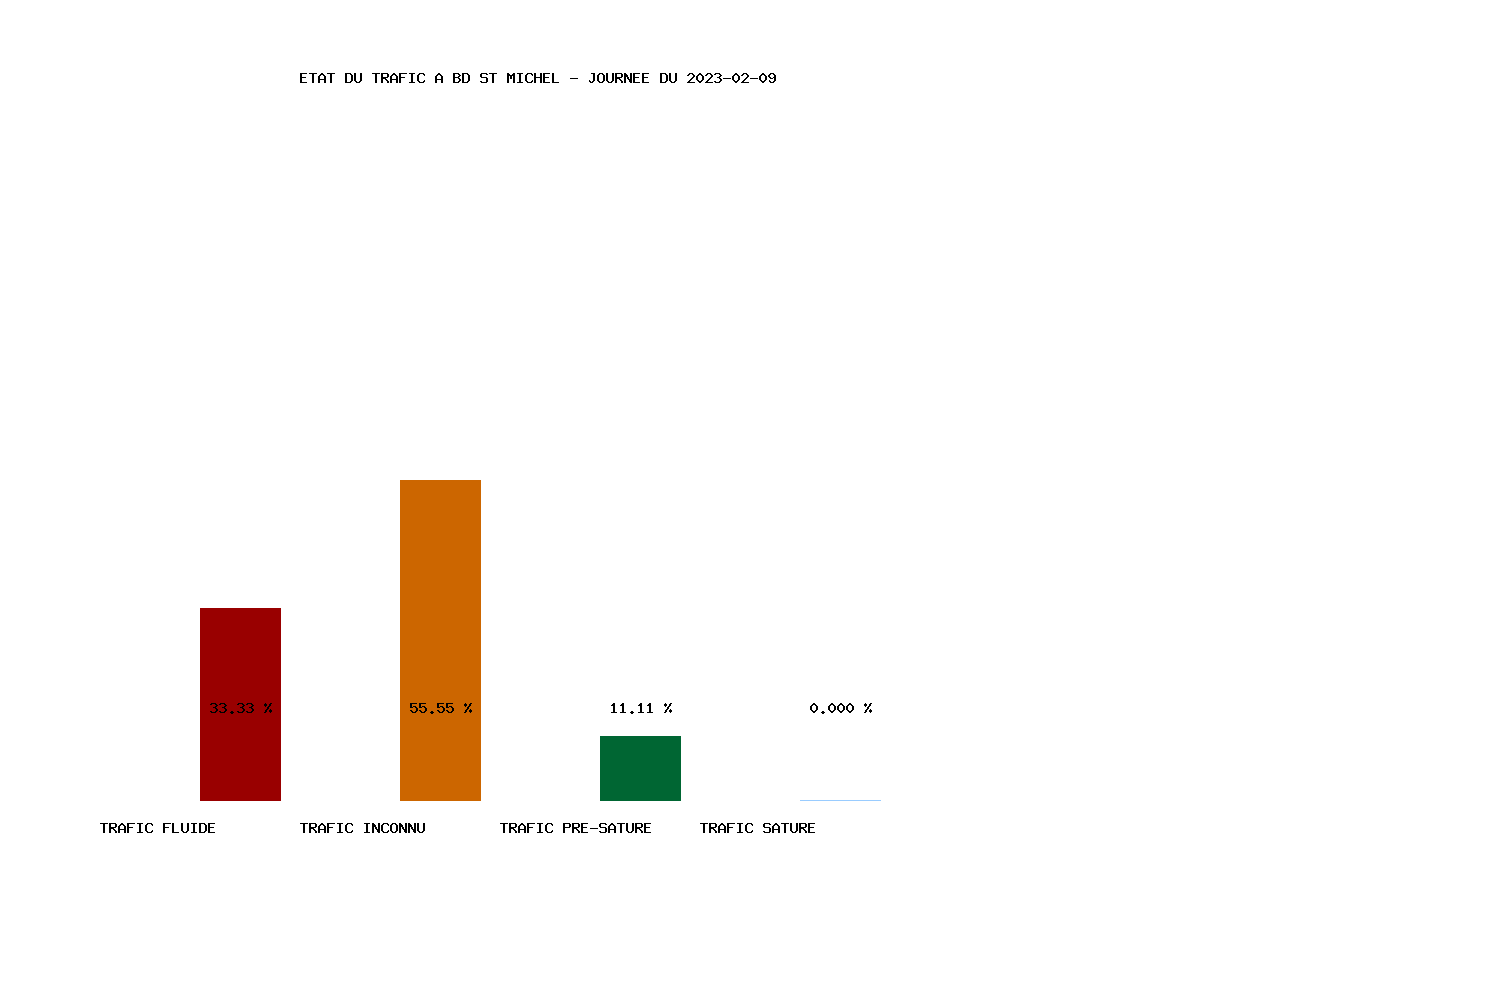 ETAT DU TRAFIC A BD ST MICHEL - JOURNEE DU 2023-02-09
33.33 % 55.55 % 11.11 % 0.000 %
TRAFIC FLUIDE TRAFIC INCONNU TRAFIC PRE-SATURE TRAFIC SATURE